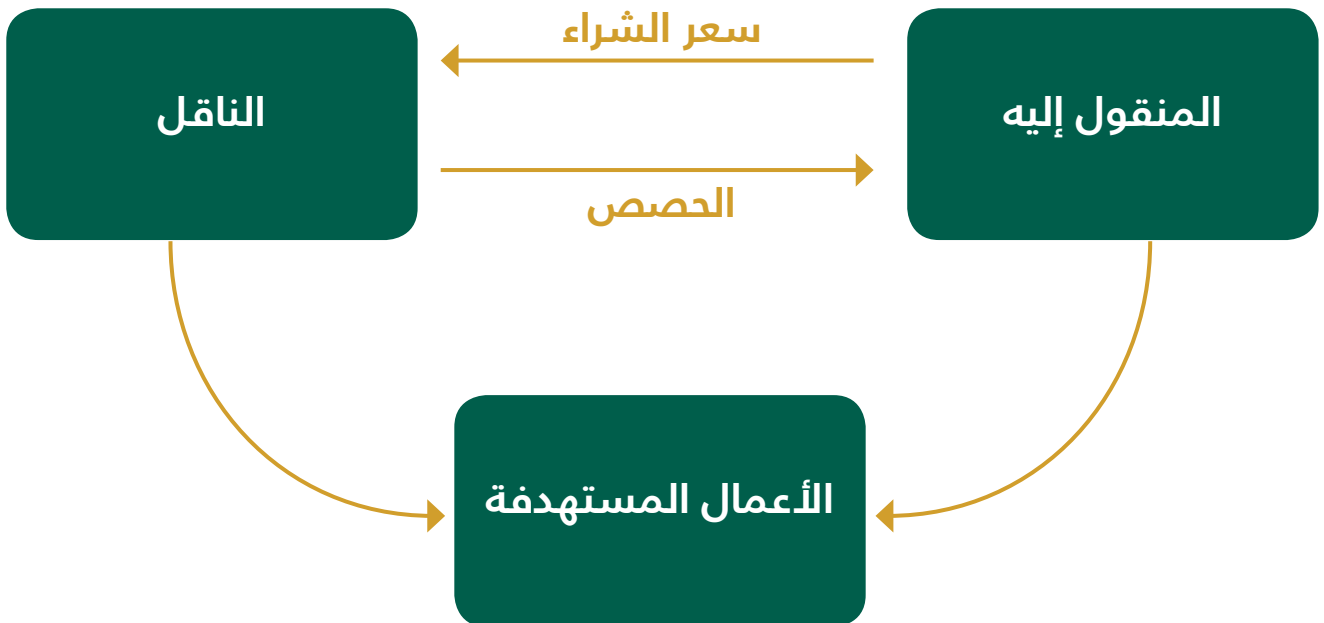 سعر الشراء
المنقول إليه
الناقل
الحصص
الأعمال المستهدفة